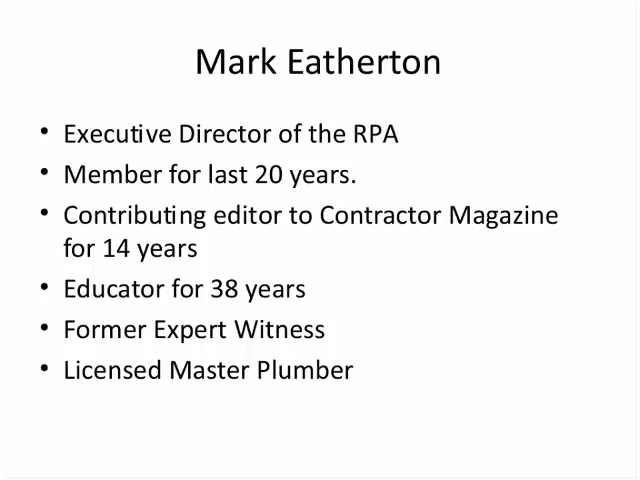 Mark Eatherton
• Executive Director of the RPA
• Member for last 20 years.
• Contributing editor to Contractor Magazine
for 14 years
• Educator for 38 years
• Former Expert Witness
• Licensed Master Plumber